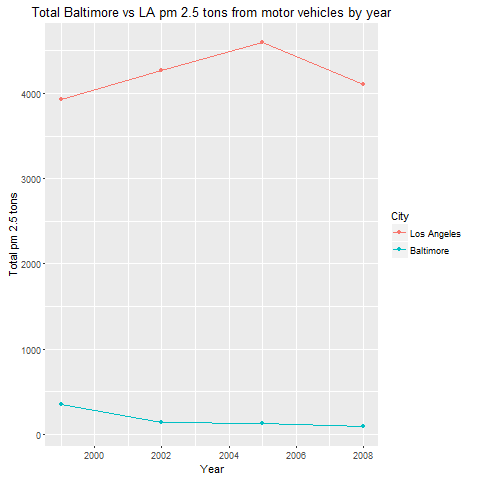 Total Baltimore vs LA pm 2.5 tons from motor vehicles by year
4000
3000
2000
1000
0
Total pm 2.5 tons
2000 2002 2004 2006 2008
Year
City
Los Angeles
Baltimore